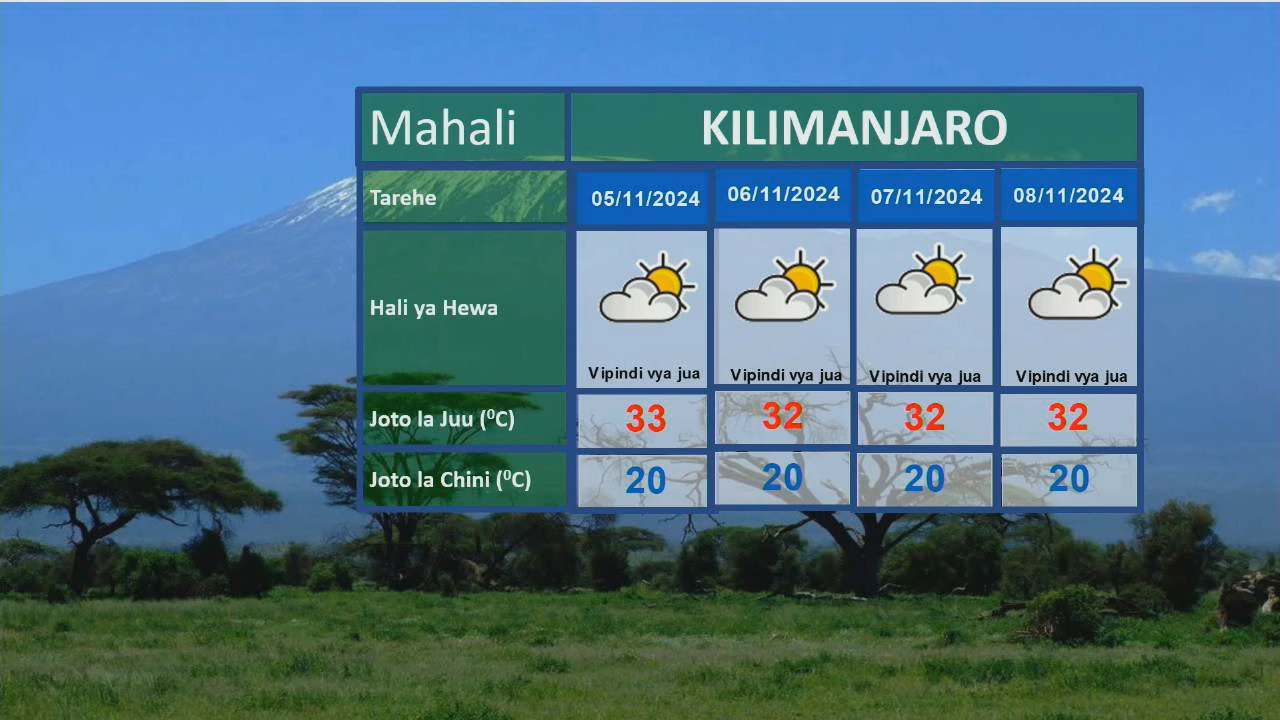 Mahali KILIMANJARO
Tarehe 05/11/2024 06/11/2024 07/11/2024 08/11/2024
Hali ya Hewa Vipindi vya jua Vipindi vya jua Vipindi vya jua Vipindi vya jua
Joto la Juu (⁰C) 33 32 32 32
Joto la Chini (⁰C) 20 20 20 20